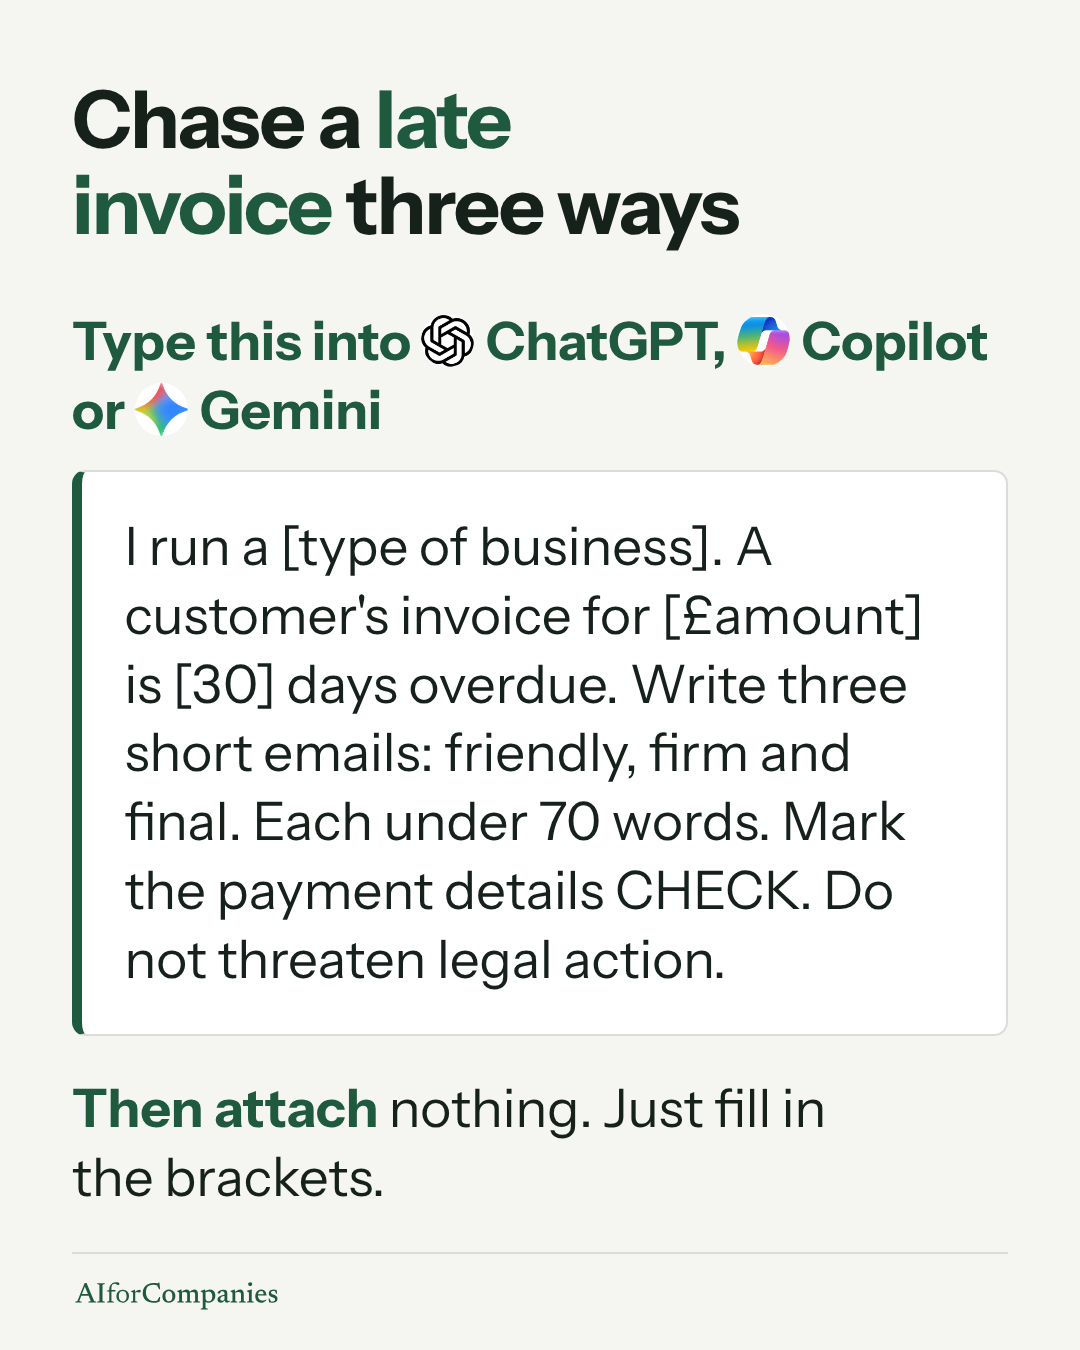 Chase a late
invoice three ways
Type this into ChatGPT, Copilot
or Gemini
I run a [type of business]. A
customer's invoice for [£amount]
is [30] days overdue. Write three
short emails: friendly, firm and
final. Each under 70 words. Mark
the payment details CHECK. Do
not threaten legal action.
Then attach nothing. Just fill in
the brackets.
AIforCompanies